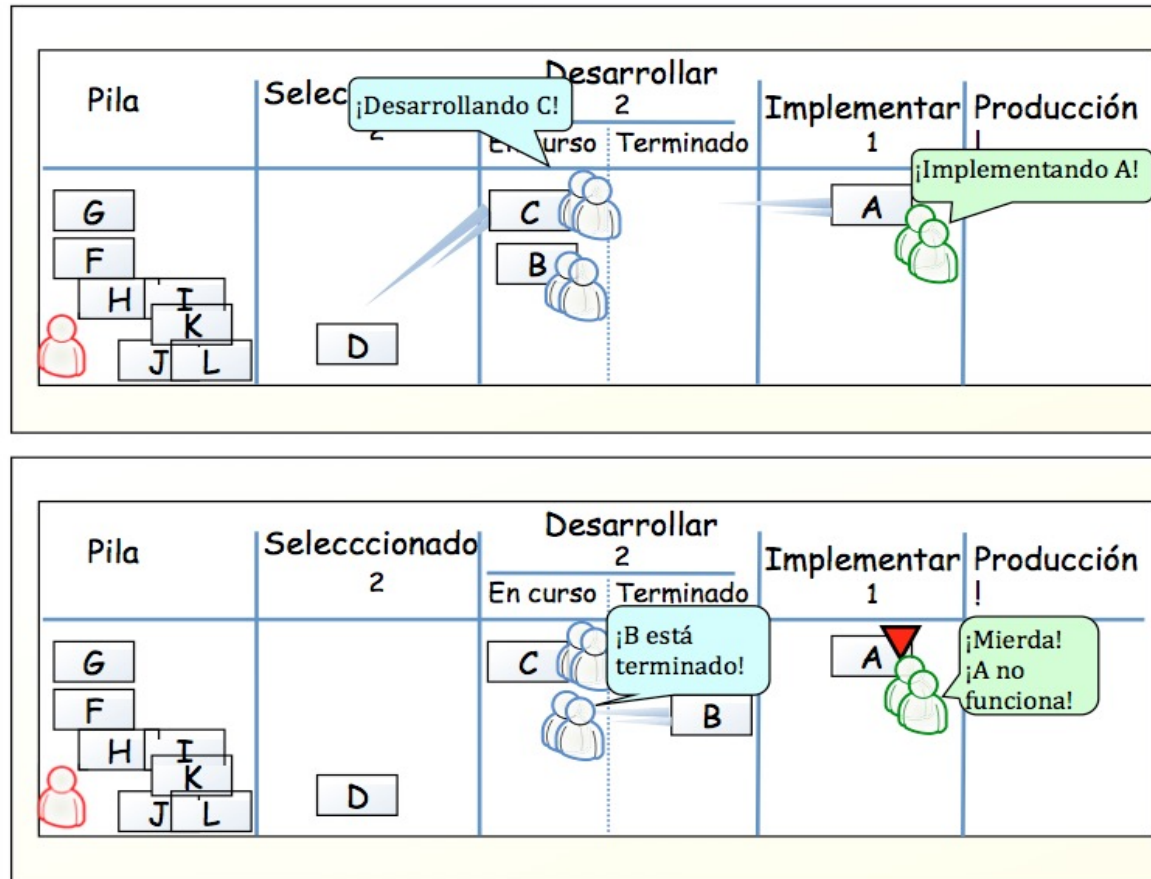 Pila
Selec
2
Desarrollar
2
¡Desarrollando C!
En curso
Terminado
Implementar
1
Producción
!
¡Implementando A!
G
F
H
I
K
J
L
D
C
B
A
Pila
Selecccionado
2
Desarrollar
2
En curso
Terminado
Implementar
1
Producción
!
G
F
H
I
K
J
L
D
C
¡B está
terminado!
B
A
¡Mierda!
¡A no
funciona!